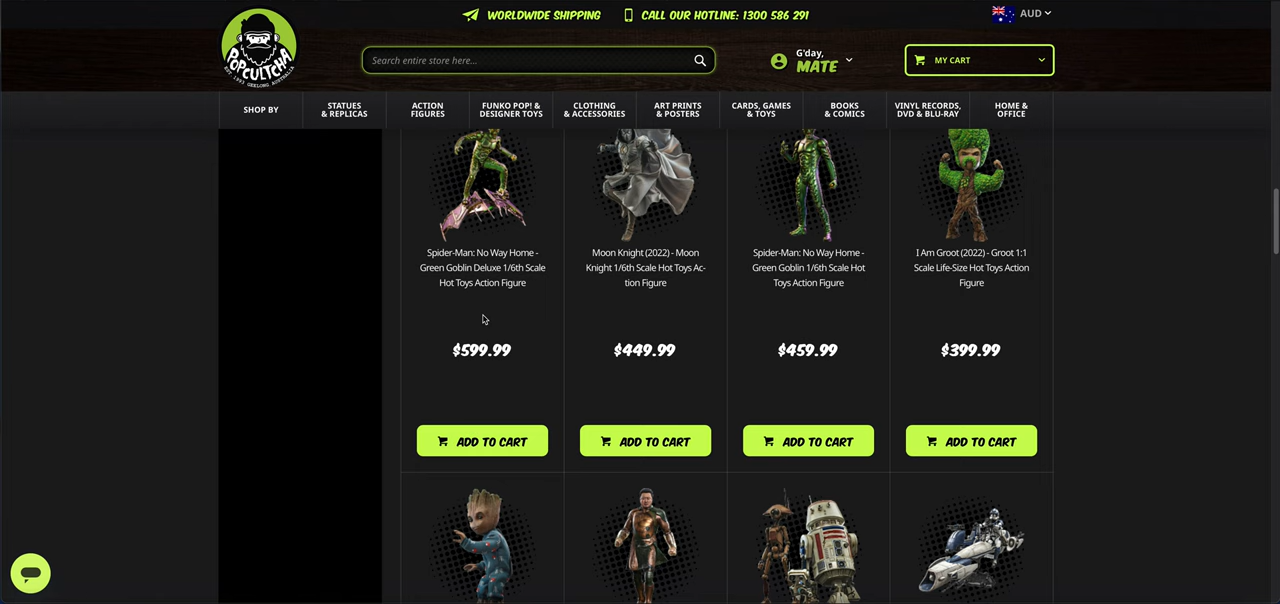 WORLDWIDE SHIPPING
CALL OUR HOTLINE: 1300 586 291
AUD
POPCULTCHA
EST. 1993 GEELONG, AUSTRALIA
Search entire store here...
G'day,
MATE
MY CART
SHOP BY
STATUES
& REPLICAS
ACTION
FIGURES
FUNKO POP! &
DESIGNER TOYS
CLOTHING
& ACCESSORIES
ART PRINTS
& POSTERS
CARDS, GAMES
& TOYS
BOOKS
& COMICS
VINYL RECORDS,
DVD & BLU-RAY
HOME &
OFFICE
Spider-Man: No Way Home -
Green Goblin Deluxe 1/6th Scale
Hot Toys Action Figure
$599.99
ADD TO CART
Moon Knight (2022) - Moon
Knight 1/6th Scale Hot Toys Ac-
tion Figure
$449.99
ADD TO CART
Spider-Man: No Way Home -
Green Goblin 1/6th Scale Hot
Toys Action Figure
$459.99
ADD TO CART
I Am Groot (2022) - Groot 1:1
Scale Life-Size Hot Toys Action
Figure
$399.99
ADD TO CART